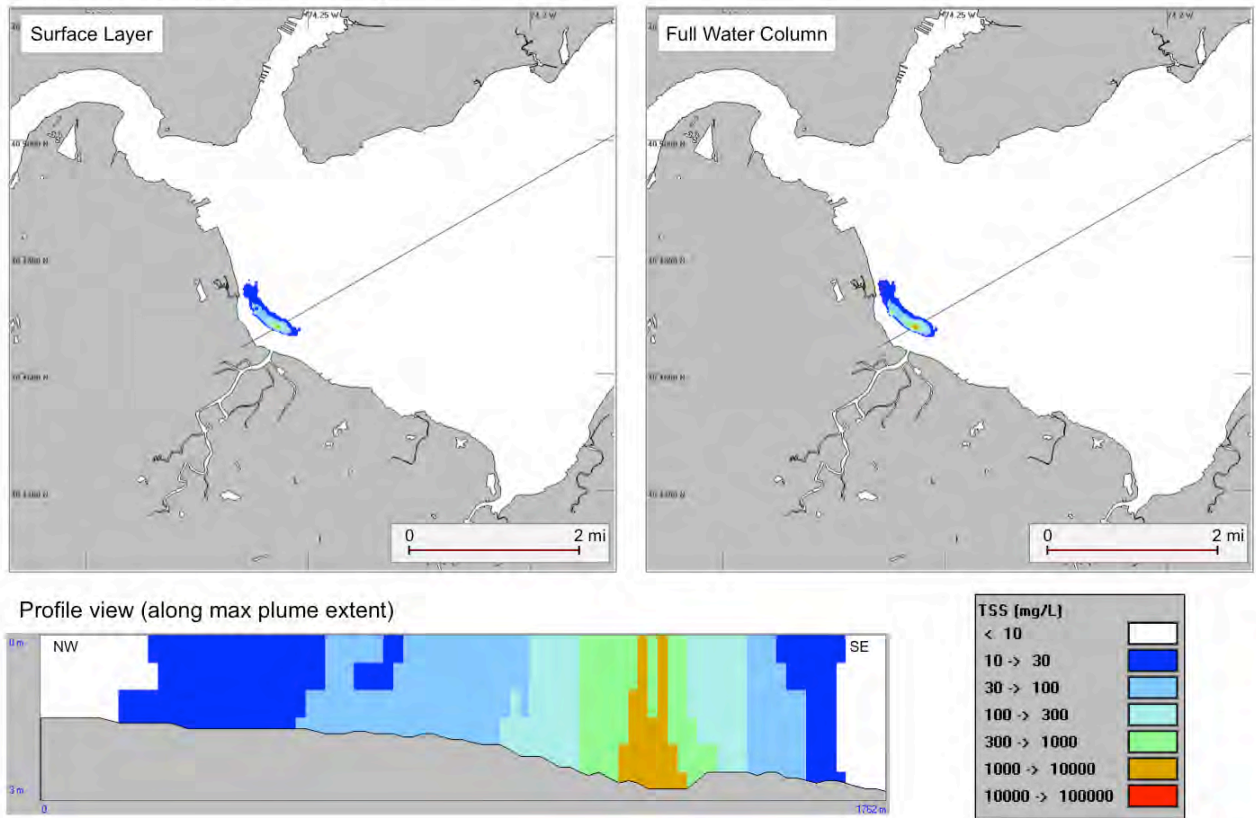 74.25 W
74.2 W
Surface Layer
Full Water Column
0
2 mi
0
2 mi
Profile view (along max plume extent)
0 m
NW
SE
3 m
0
1762 m
TSS (mg/L)
< 10
10 -> 30
30 -> 100
100 -> 300
300 -> 1000
1000 -> 10000
10000 -> 100000